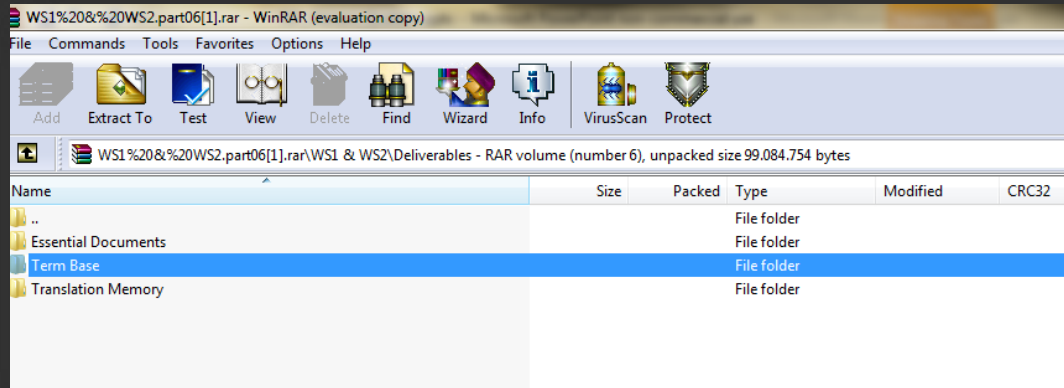 WS1%20&%20WS2.part06[1].rar - WinRAR (evaluation copy)
File Commands Tools Favorites Options Help
Add Extract To Test View Delete Find Wizard Info VirusScan Protect
WS1%20&%20WS2.part06[1].rar\WS1 & WS2\Deliverables - RAR volume (number 6), unpacked size 99.084.754 bytes
Name Size Packed Type Modified CRC32
.. File folder
Essential Documents File folder
Term Base File folder
Translation Memory File folder